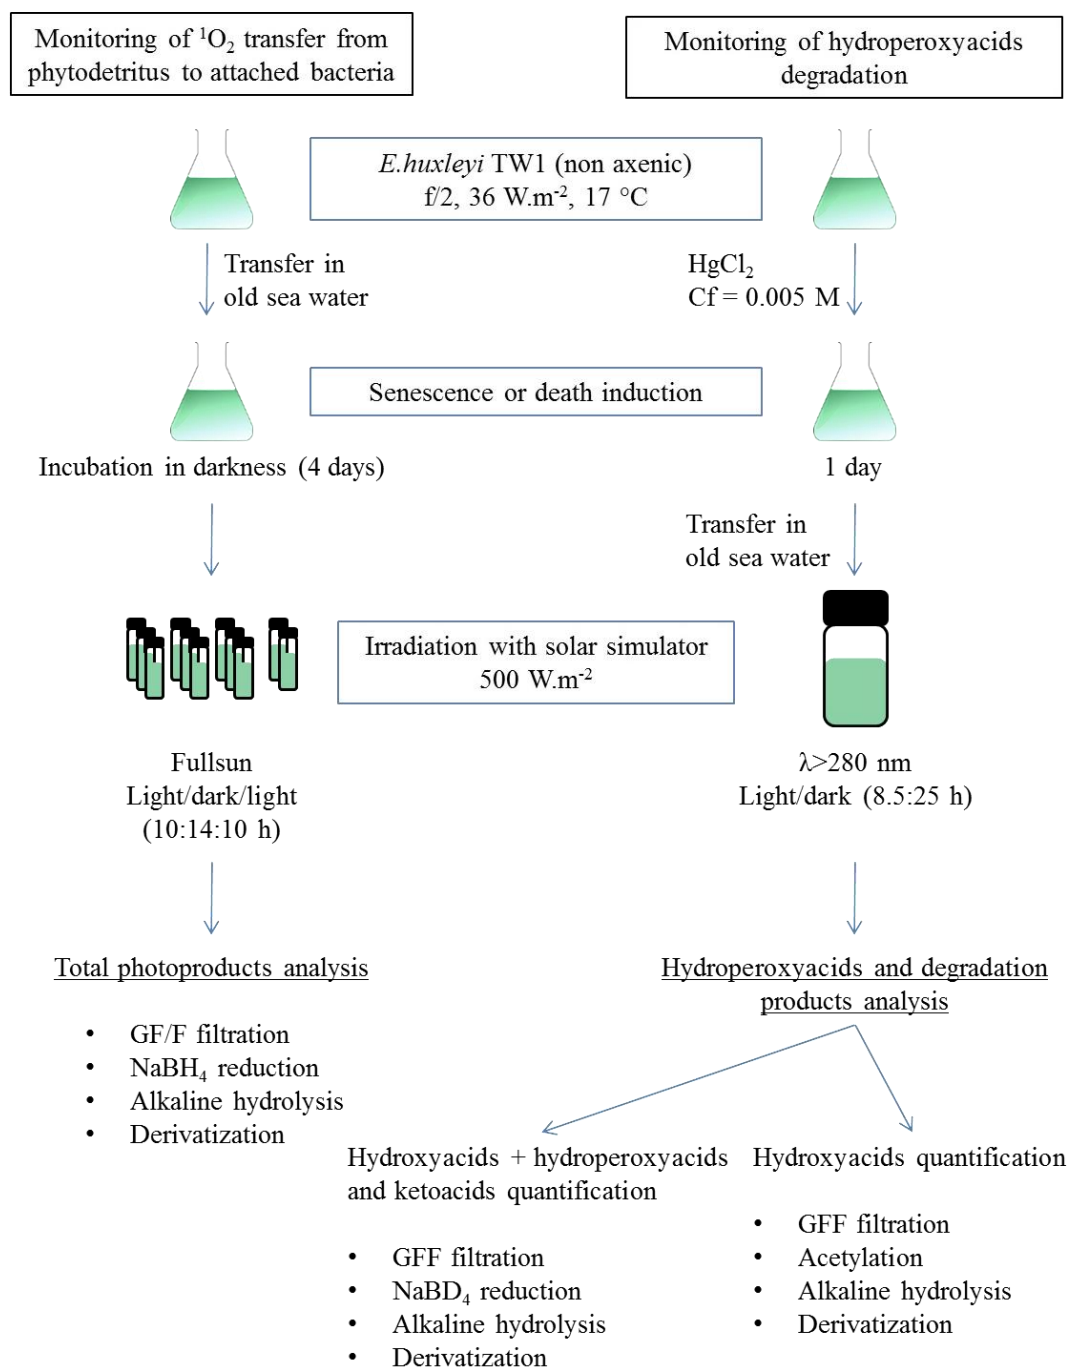 Monitoring of ¹O₂ transfer from
phytodetritus to attached bacteria
Monitoring of hydroperoxyacids
degradation
E.huxleyi TW1 (non axenic)
f/2, 36 W.m⁻², 17 °C
Transfer in
old sea water
HgCl₂
Cf = 0.005 M
Senescence or death induction
Incubation in darkness (4 days)
1 day
Transfer in
old sea water
Irradiation with solar simulator
500 W.m⁻²
Fullsun
Light/dark/light
(10:14:10 h)
λ>280 nm
Light/dark (8.5:25 h)
Total photoproducts analysis
• GF/F filtration
• NaBH₄ reduction
• Alkaline hydrolysis
• Derivatization
Hydroperoxyacids and degradation
products analysis
Hydroxyacids + hydroperoxyacids
and ketoacids quantification
• GFF filtration
• NaBD₄ reduction
• Alkaline hydrolysis
• Derivatization
Hydroxyacids quantification
• GFF filtration
• Acetylation
• Alkaline hydrolysis
• Derivatization